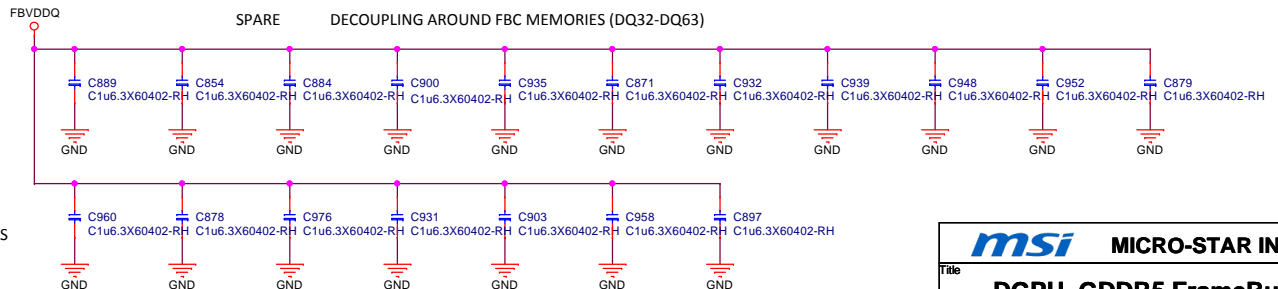 FBVDDQ
SPARE DECOUPLING AROUND FBC MEMORIES (DQ32-DQ63)
C889 C854 C884 C900 C935 C871 C932 C939 C948 C952 C879
C1u6.3X60402-RH C1u6.3X60402-RH C1u6.3X60402-RH C1u6.3X60402-RH C1u6.3X60402-RH C1u6.3X60402-RH C1u6.3X60402-RH C1u6.3X60402-RH C1u6.3X60402-RH C1u6.3X60402-RH C1u6.3X60402-RH
GND GND GND GND GND GND GND GND GND GND GND
C960 C878 C976 C931 C903 C958 C897
C1u6.3X60402-RH C1u6.3X60402-RH C1u6.3X60402-RH C1u6.3X60402-RH C1u6.3X60402-RH C1u6.3X60402-RH C1u6.3X60402-RH
S
GND GND GND GND GND GND GND
msi MICRO-STAR IN
Title